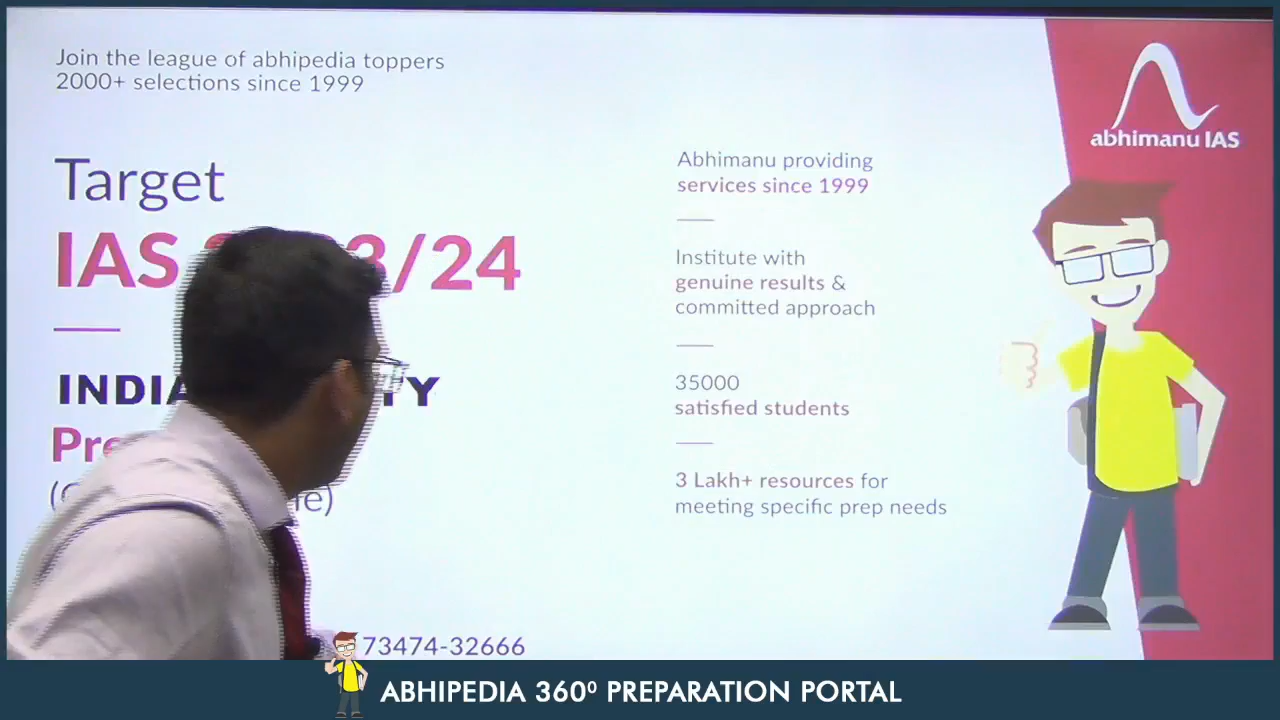 Join the league of abhipedia toppers
2000+ selections since 1999
Target
IAS 3/24
Abhimanu providing
services since 1999
Institute with
genuine results &
committed approach
35000
satisfied students
3 Lakh+ resources for
meeting specific prep needs
abhimanu IAS
73474-32666
ABHIPEDIA 360⁰ PREPARATION PORTAL